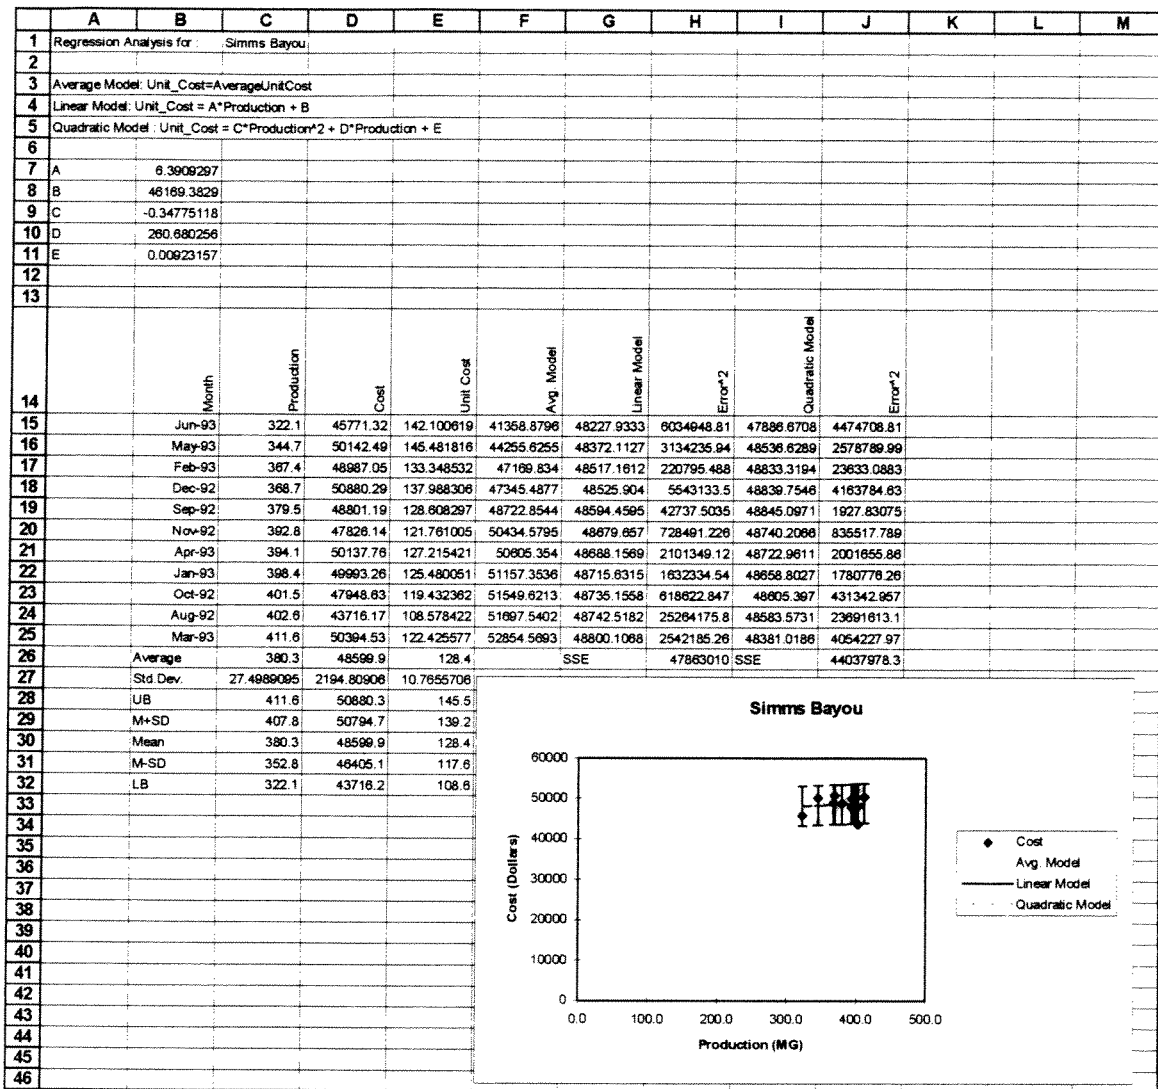 A B C D E F G H I J K L M
1 Regression Analysis for : Simms Bayou
2
3 Average Model: Unit_Cost=AverageUnitCost
4 Linear Model: Unit_Cost = A*Production + B
5 Quadratic Model : Unit_Cost = C*Production^2 + D*Production + E
6
7 A 6.3909297
8 B 46169.3829
9 C -0.34775118
10 D 260.680256
11 E 0.00923157
12
13
14 Month Production Cost Unit Cost Avg. Model Linear Model Error^2 Quadratic Model Error^2
15 Jun-93 322.1 45771.32 142.100619 41358.8796 48227.9333 6034948.81 47886.6708 4474708.81
16 May-93 344.7 50142.49 145.481816 44255.6255 48372.1127 3134235.94 48536.6289 2578789.99
17 Feb-93 367.4 48987.05 133.348532 47169.834 48517.1612 220795.488 48833.3194 23633.0883
18 Dec-92 368.7 50880.29 137.988306 47345.4877 48525.904 5543133.5 48839.7546 4163784.63
19 Sep-92 379.5 48801.19 128.608297 48722.8544 48594.4595 42737.5035 48845.0971 1927.83075
20 Nov-92 392.8 47826.14 121.761005 50434.5795 48679.657 728491.226 48740.2066 835517.789
21 Apr-93 394.1 50137.76 127.215421 50605.354 48688.1569 2101349.12 48722.9611 2001655.86
22 Jan-93 398.4 49993.26 125.480051 51157.3536 48715.6315 1632334.54 48658.8027 1780776.26
23 Oct-92 401.5 47948.63 119.432362 51549.6213 48735.1558 618622.847 48605.397 431342.957
24 Aug-92 402.6 43716.17 108.578422 51697.5402 48742.5182 25264175.8 48583.5731 23691613.1
25 Mar-93 411.6 50394.53 122.425577 52854.5693 48800.1068 2542185.26 48381.0186 4054227.97
26 Average 380.3 48599.9 128.4 SSE 47863010 SSE 44037978.3
27 Std.Dev. 27.4989095 2194.80906 10.7655706
28 UB 411.6 50880.3 145.5
29 M+SD 407.8 50794.7 139.2
30 Mean 380.3 48599.9 128.4
31 M-SD 352.8 46405.1 117.6
32 LB 322.1 43716.2 108.6
33
34
35
36
37
38
39
40
41
42
43
44
45
46
Simms Bayou
60000
50000
40000
30000
20000
10000
0
Cost (Dollars)
0.0 100.0 200.0 300.0 400.0 500.0
Production (MG)
Cost
Avg. Model
Linear Model
Quadratic Model